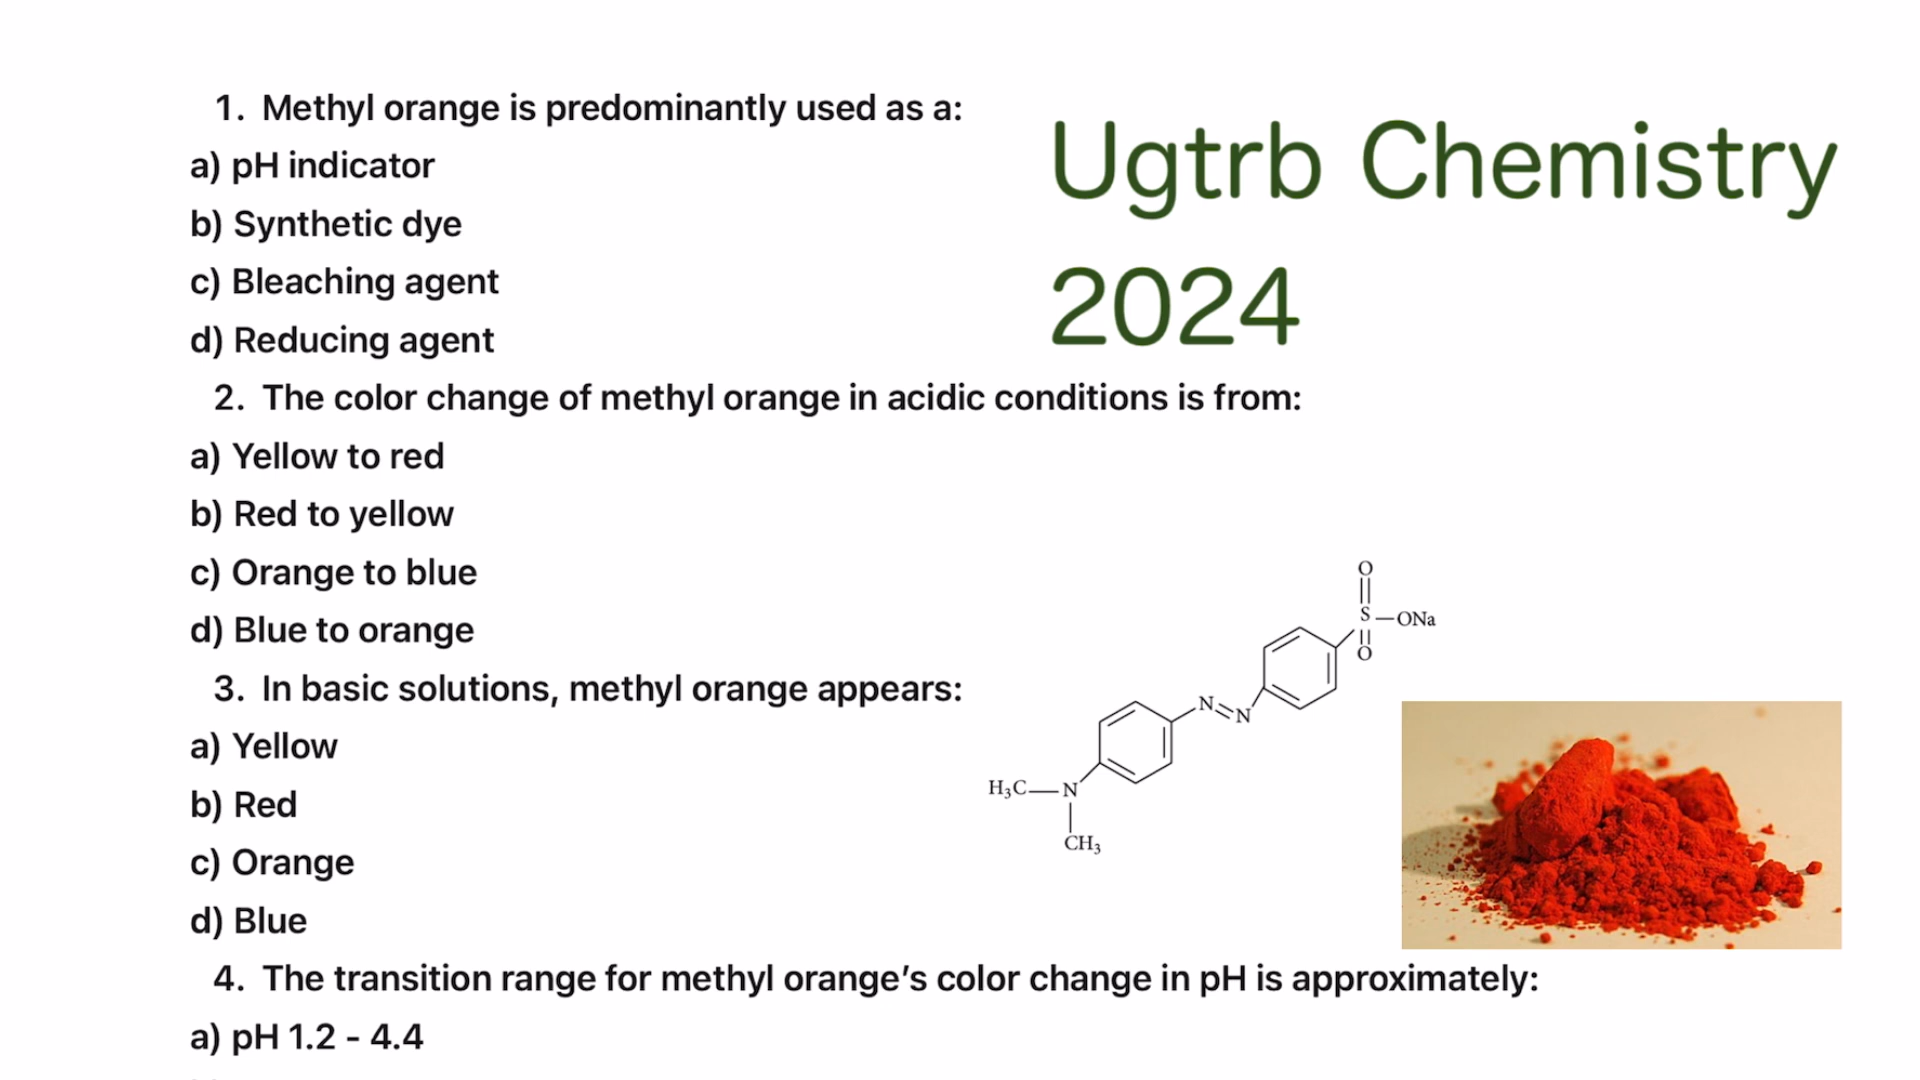 1. Methyl orange is predominantly used as a:
a) pH indicator
b) Synthetic dye
c) Bleaching agent
d) Reducing agent
Ugtrb Chemistry
2024
2. The color change of methyl orange in acidic conditions is from:
a) Yellow to red
b) Red to yellow
c) Orange to blue
d) Blue to orange
3. In basic solutions, methyl orange appears:
a) Yellow
b) Red
c) Orange
d) Blue
O
S—ONa
O
N=N
H₃C—N
CH₃
4. The transition range for methyl orange’s color change in pH is approximately:
a) pH 1.2 - 4.4